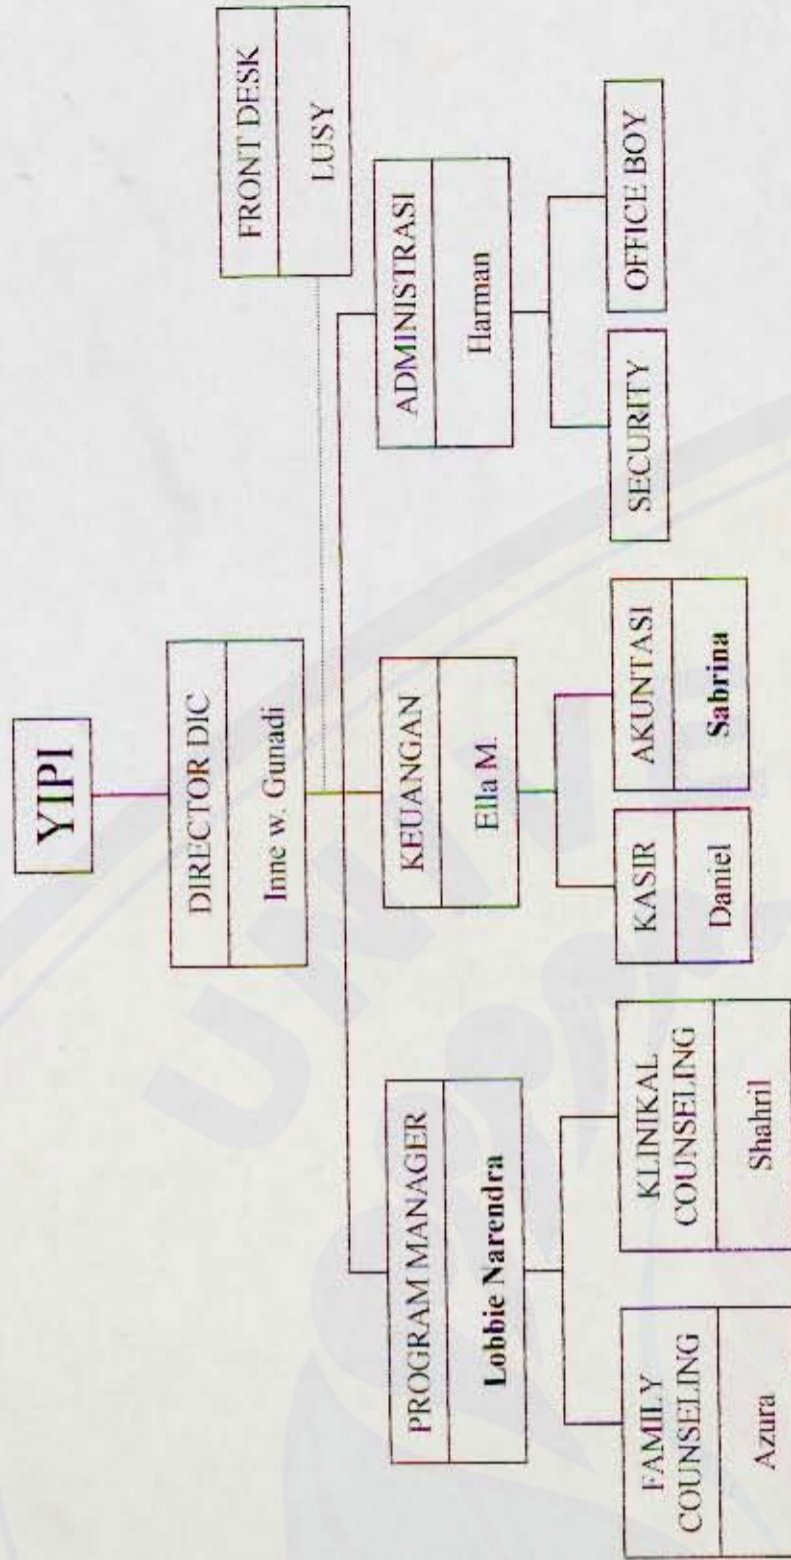 YIPI
DIRECTOR DIC
Inne w. Gunadi
FRONT DESK
LUSY
PROGRAM MANAGER
Lobbie Narendra
KEUANGAN
Ella M.
ADMINISTRASI
Harman
FAMILY
COUNSELING
Azura
KLINIKAL
COUNSELING
Shahril
KASIR
Daniel
AKUNTASI
Sabrina
SECURITY
OFFICE BOY